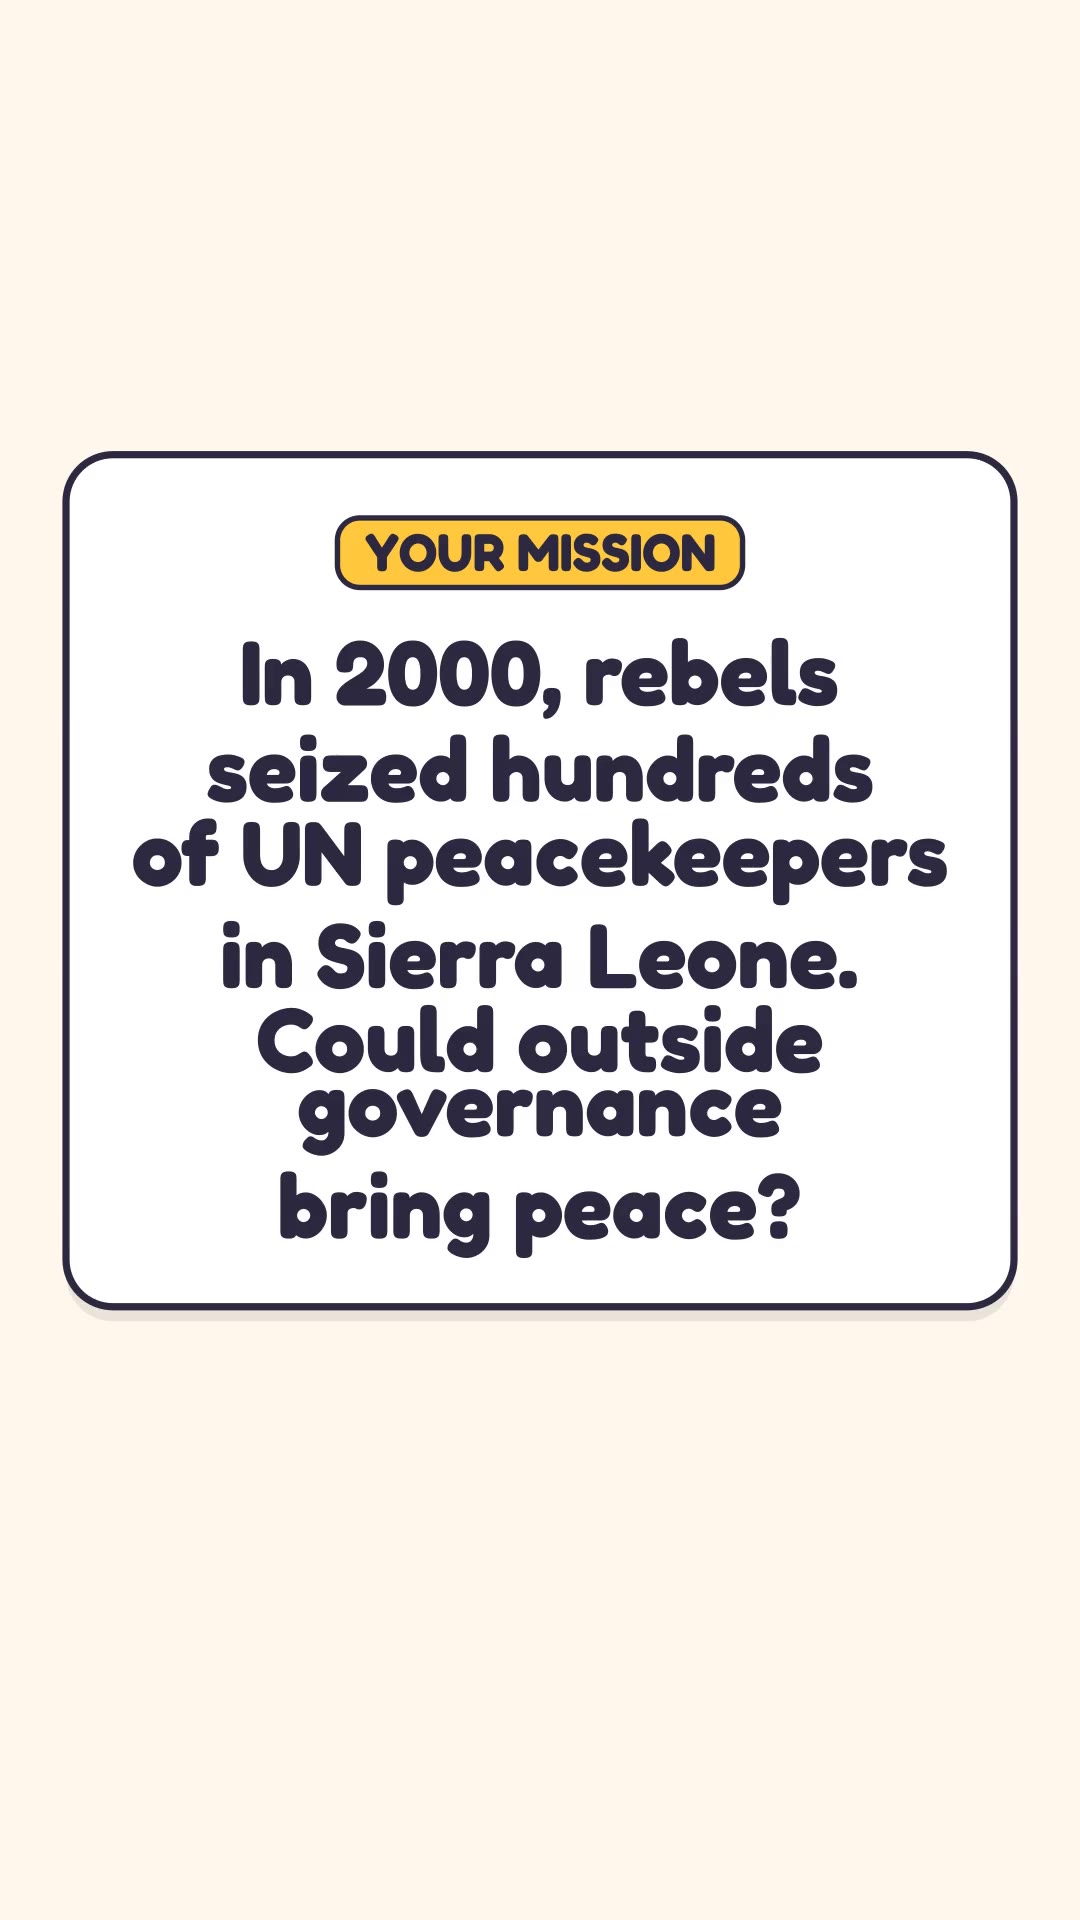 YOUR MISSION
In 2000, rebels
seized hundreds
of UN peacekeepers
in Sierra Leone.
Could outside
governance
bring peace?